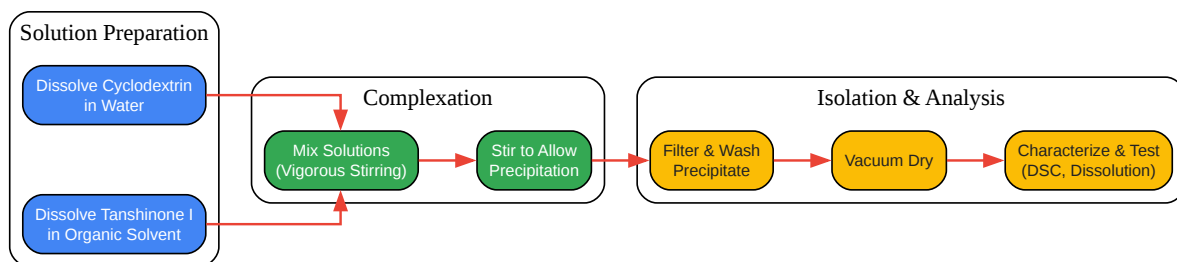 Solution Preparation
Dissolve Cyclodextrin
in Water
Dissolve Tanshinone I
in Organic Solvent
Complexation
Mix Solutions
(Vigorous Stirring)
Stir to Allow
Precipitation
Isolation & Analysis
Filter & Wash
Precipitate
Vacuum Dry
Characterize & Test
(DSC, Dissolution)